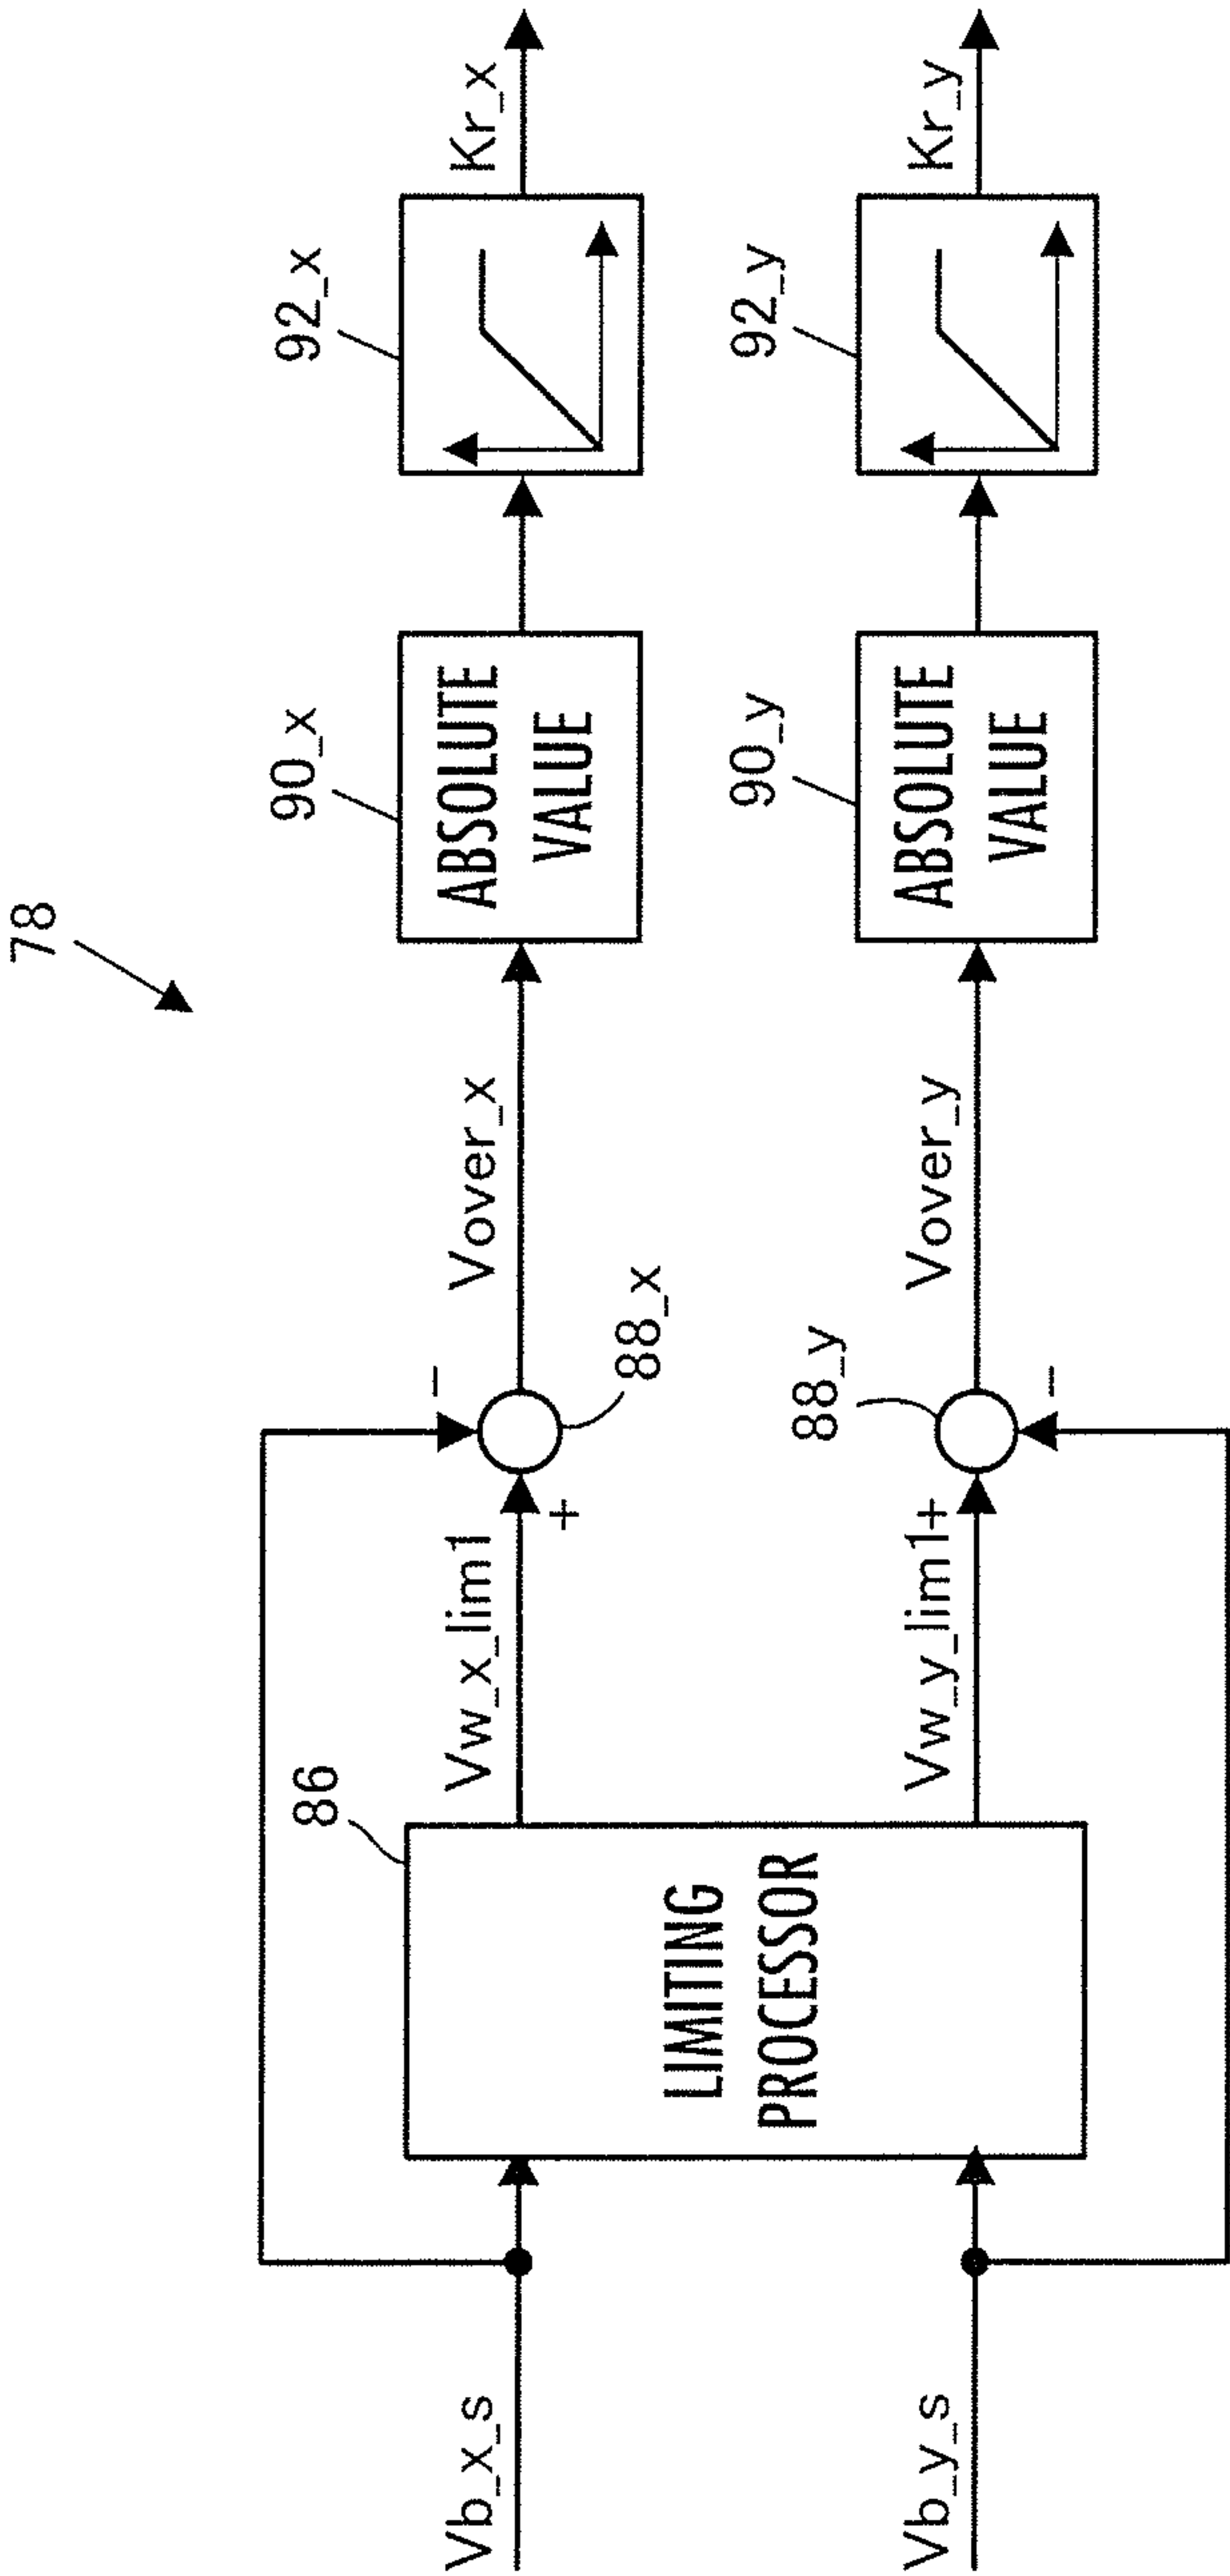 78
Vb_x_s
Vb_y_s
86
LIMITING
PROCESSOR
Vw_x_lim1
+
-
88_x
Vw_y_lim1+
-
88_y
Vover_x
Vover_y
90_x
ABSOLUTE
VALUE
90_y
ABSOLUTE
VALUE
92_x
92_y
Kr_x
Kr_y